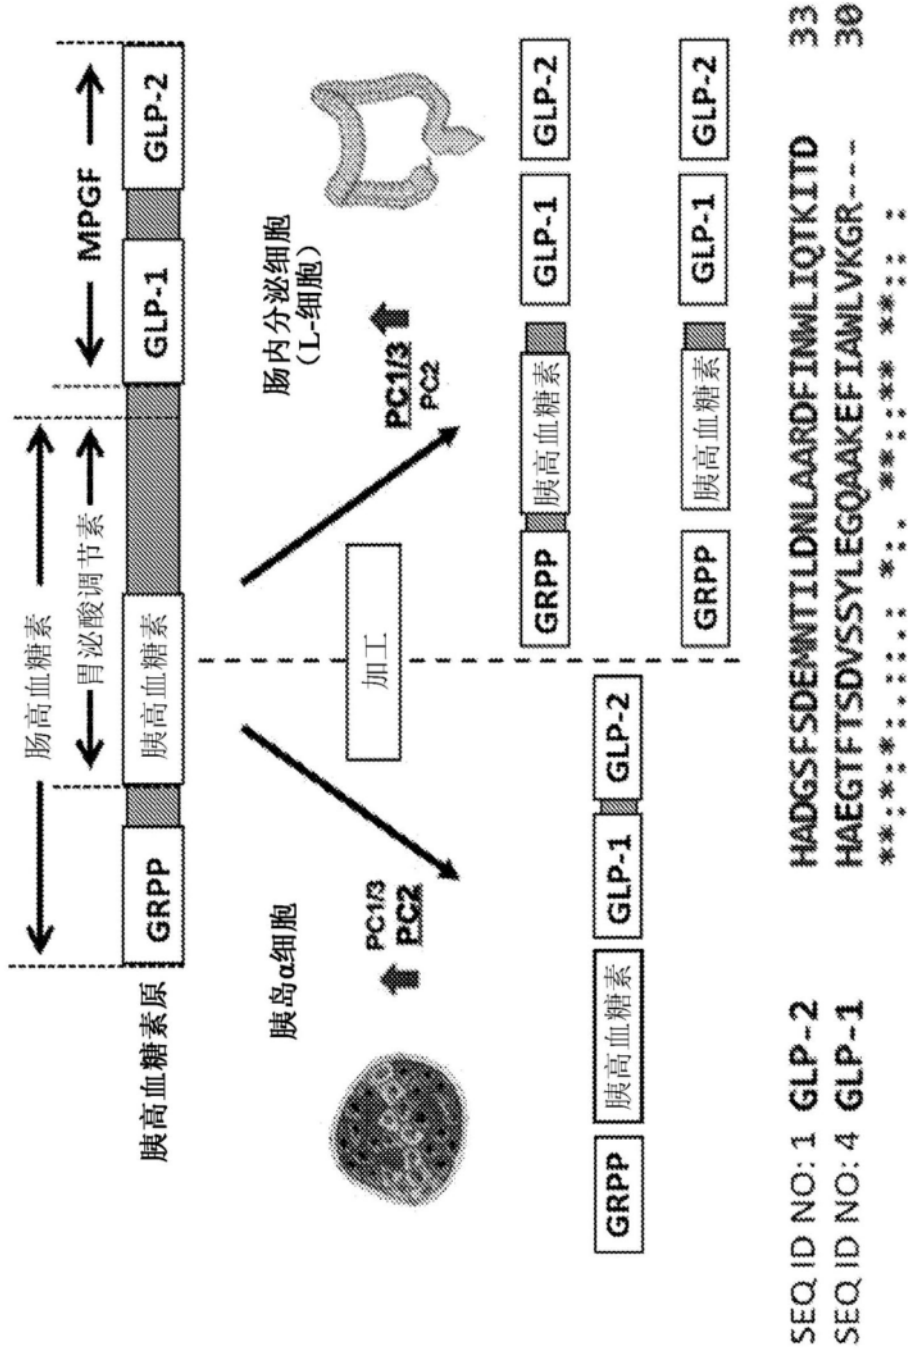 肠高血糖素
胃泌酸调节素
MPGF
胰高血糖素原
GRPP
胰高血糖素
GLP-1
GLP-2
胰岛α细胞
肠内分泌细胞
（L-细胞）
PC1/3
PC2
加工
PC1/3
PC2
GRPP
胰高血糖素
GLP-1
GLP-2
GRPP
胰高血糖素
GLP-1
GLP-2
GRPP
胰高血糖素
GLP-1
GLP-2
SEQ ID NO: 1 GLP-2 HADGSFSDEMNTILDNLAARDFINWLIQTKITD 33
SEQ ID NO: 4 GLP-1 HAEGTFTSDVSSYLEGQAAKEFIAWLVKGR--- 30